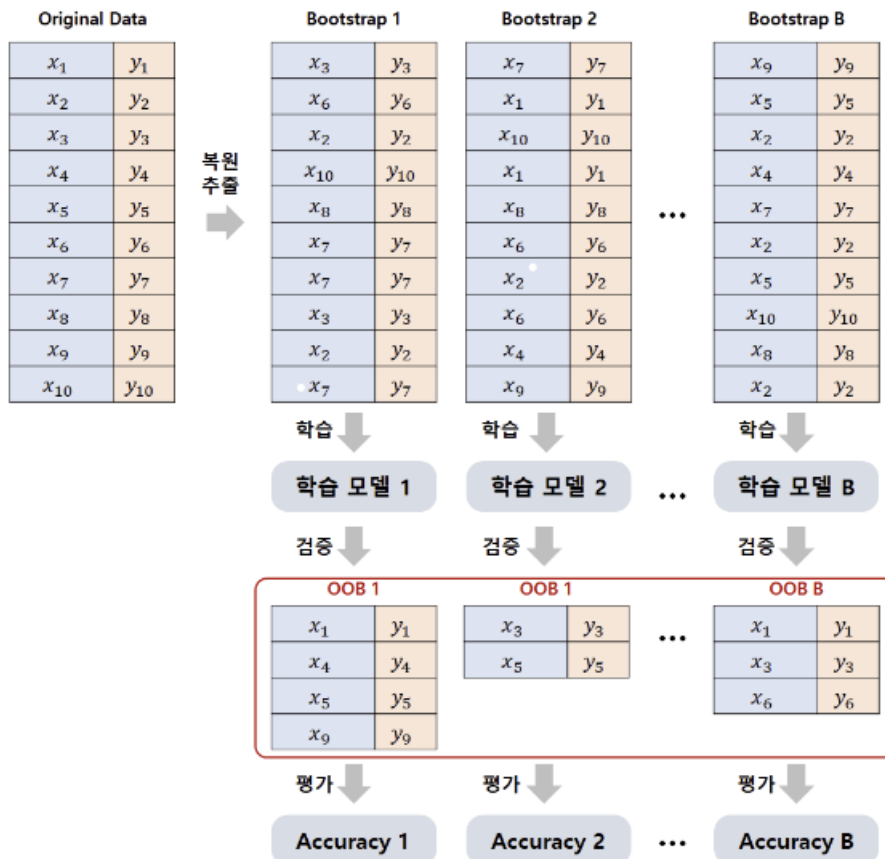 Original Data Bootstrap 1 Bootstrap 2 Bootstrap B
x₁ y₁ x₃ y₃ x₇ y₇ x₉ y₉
x₂ y₂ x₆ y₆ x₁ y₁ x₅ y₅
x₃ y₃ x₂ y₂ x₁₀ y₁₀ x₂ y₂
x₄ y₄ 복원 x₁₀ y₁₀ x₁ y₁ x₄ y₄
추출
x₅ y₅ x₈ y₈ x₈ y₈ ••• x₇ y₇
x₆ y₆ x₇ y₇ x₆ y₆ x₂ y₂
x₇ y₇ x₇ y₇ x₂ y₂ x₅ y₅
x₈ y₈ x₃ y₃ x₆ y₆ x₁₀ y₁₀
x₉ y₉ x₂ y₂ x₄ y₄ x₈ y₈
x₁₀ y₁₀ x₇ y₇ x₉ y₉ x₂ y₂
학습 학습 학습
학습 모델 1 학습 모델 2 ••• 학습 모델 B
검증 검증 검증
OOB 1 OOB 1 OOB B
x₁ y₁ x₃ y₃ ••• x₁ y₁
x₄ y₄ x₅ y₅ x₃ y₃
x₅ y₅ x₆ y₆
x₉ y₉
평가 평가 평가
Accuracy 1 Accuracy 2 ••• Accuracy B